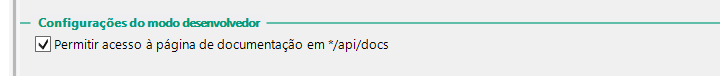 Configurações do modo desenvolvedor
Permitir acesso à página de documentação em */api/docs